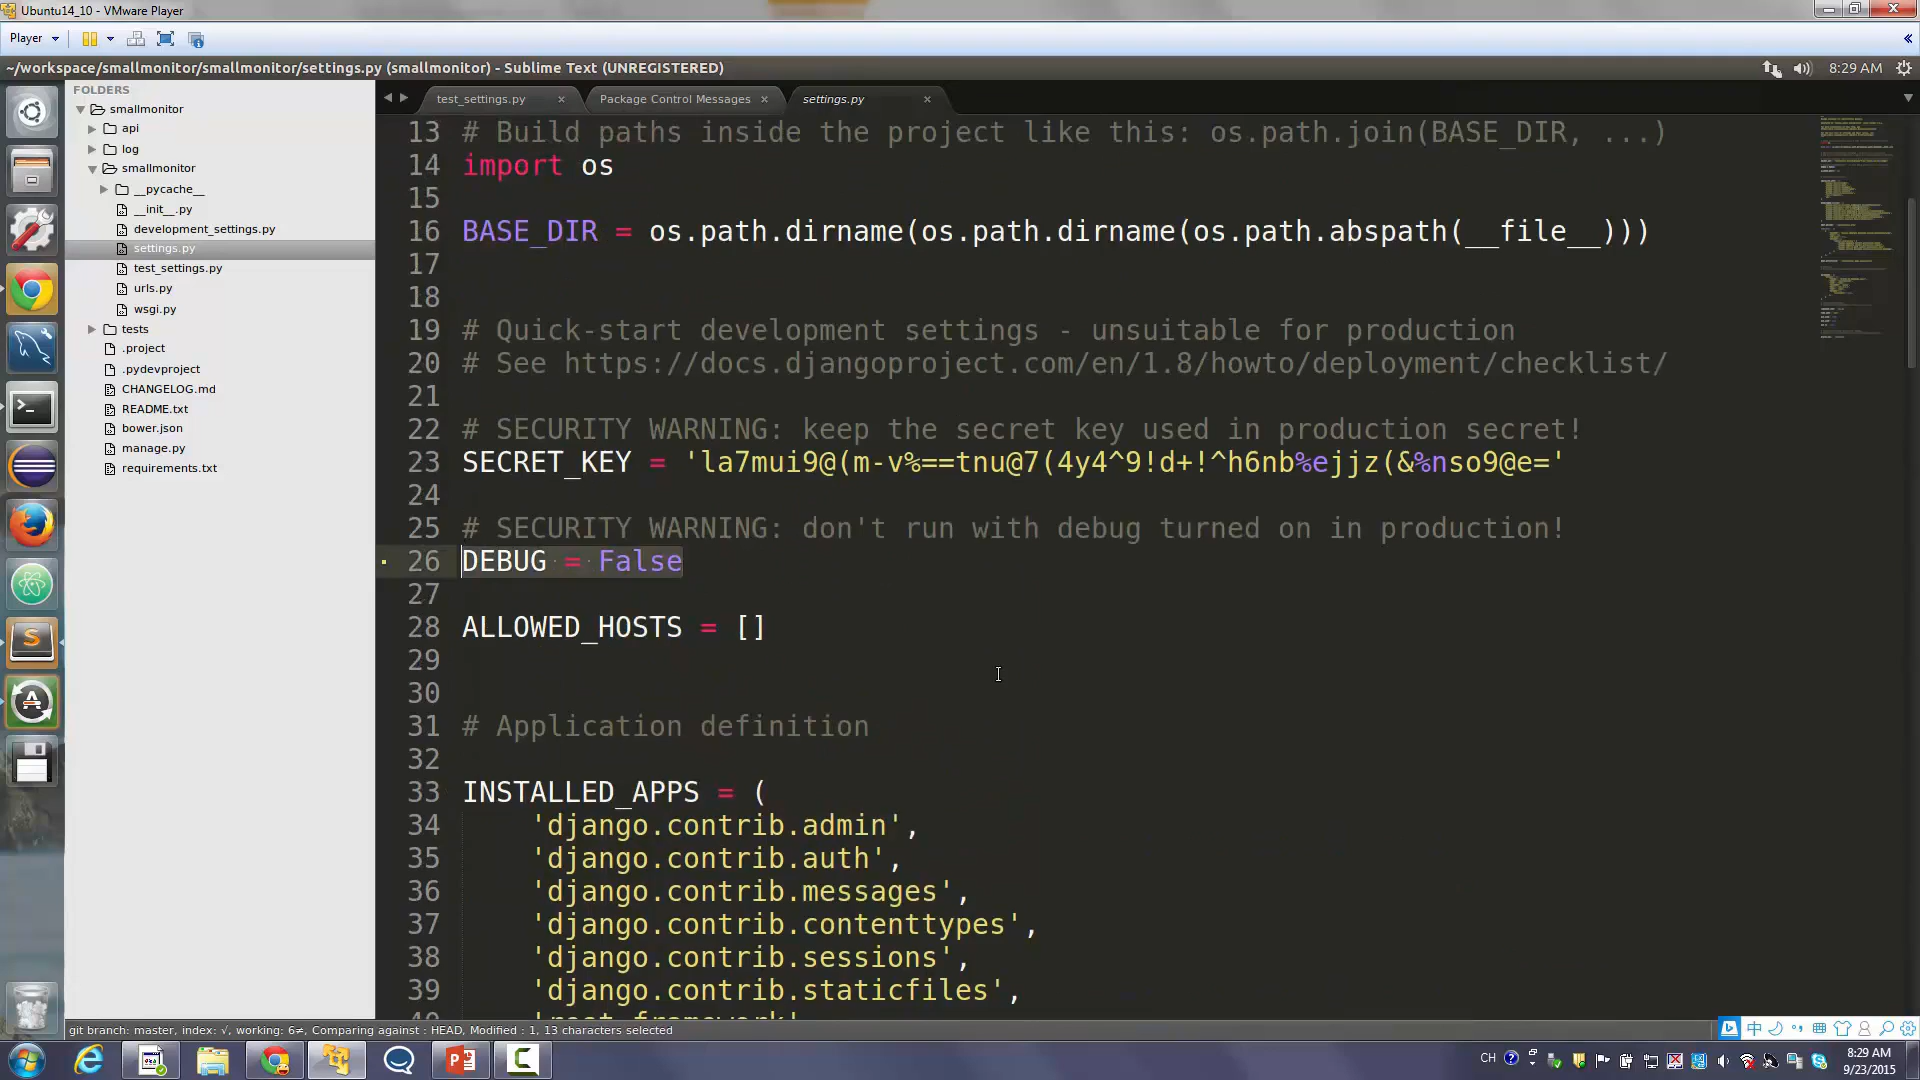 Ubuntu14_10 - VMware Player
Player
~/workspace/smallmonitor/smallmonitor/settings.py (smallmonitor) - Sublime Text (UNREGISTERED)
8:29 AM
FOLDERS
smallmonitor
api
log
smallmonitor
__pycache__
__init__.py
development_settings.py
settings.py
test_settings.py
urls.py
wsgi.py
tests
.project
.pydevproject
CHANGELOG.md
README.txt
bower.json
manage.py
requirements.txt
test_settings.py
Package Control Messages
settings.py
13 # Build paths inside the project like this: os.path.join(BASE_DIR, ...)
14 import os
15
16 BASE_DIR = os.path.dirname(os.path.dirname(os.path.abspath(__file__)))
17
18
19 # Quick-start development settings - unsuitable for production
20 # See https://docs.djangoproject.com/en/1.8/howto/deployment/checklist/
21
22 # SECURITY WARNING: keep the secret key used in production secret!
23 SECRET_KEY = 'la7mui9@(m-v%==tnu@7(4y4^9!d+!^h6nb%ejjz(&%nso9@e='
24
25 # SECURITY WARNING: don't run with debug turned on in production!
26 DEBUG = False
27
28 ALLOWED_HOSTS = []
29
30
31 # Application definition
32
33 INSTALLED_APPS = (
34 'django.contrib.admin',
35 'django.contrib.auth',
36 'django.contrib.messages',
37 'django.contrib.contenttypes',
38 'django.contrib.sessions',
39 'django.contrib.staticfiles',
git branch: master, index: √, working: 6≠, Comparing against : HEAD, Modified : 1, 13 characters selected
中
CH
8:29 AM
9/23/2015